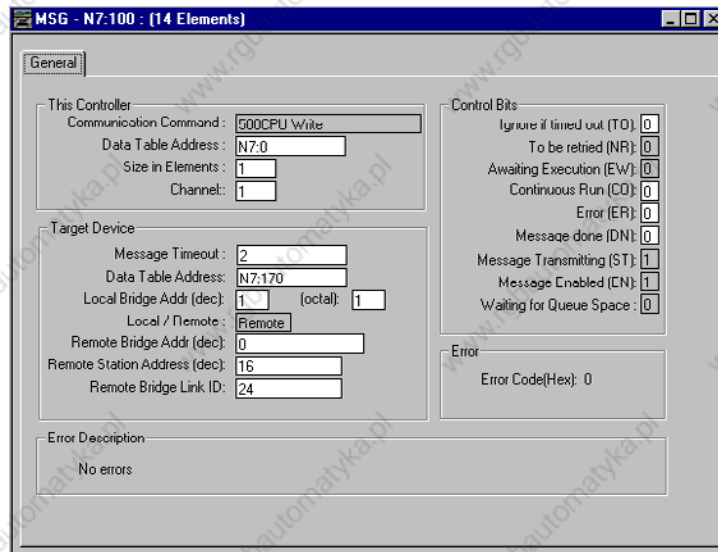 MSG - N7:100 : (14 Elements)
General
This Controller
Communication Command : 500CPU Write
Data Table Address : N7:0
Size in Elements : 1
Channel:: 1
Target Device
Message Timeout : 2
Data Table Address: N7:170
Local Bridge Addr (dec): 1 (octal): 1
Local / Remote : Remote
Remote Bridge Addr (dec): 0
Remote Station Address (dec): 16
Remote Bridge Link ID: 24
Control Bits
Ignore if timed out (TO): 0
To be retried (NR): 0
Awaiting Execution (EW): 0
Continuous Run (CO): 0
Error (ER): 0
Message done (DN): 0
Message Transmitting (ST): 1
Message Enabled (EN): 1
Waiting for Queue Space : 0
Error
Error Code(Hex): 0
Error Description
No errors
www.rgbautomatyka.pl